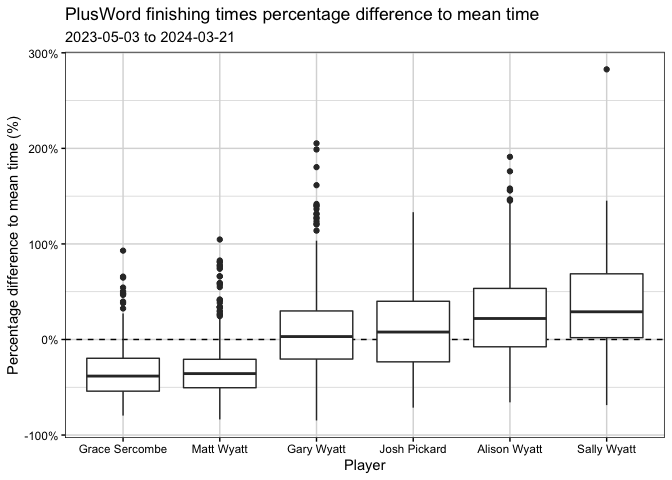 PlusWord finishing times percentage difference to mean time
2023-05-03 to 2024-03-21
Percentage difference to mean time (%)
300%
200%
100%
0%
-100%
Grace Sercombe Matt Wyatt Gary Wyatt Josh Pickard Alison Wyatt Sally Wyatt
Player